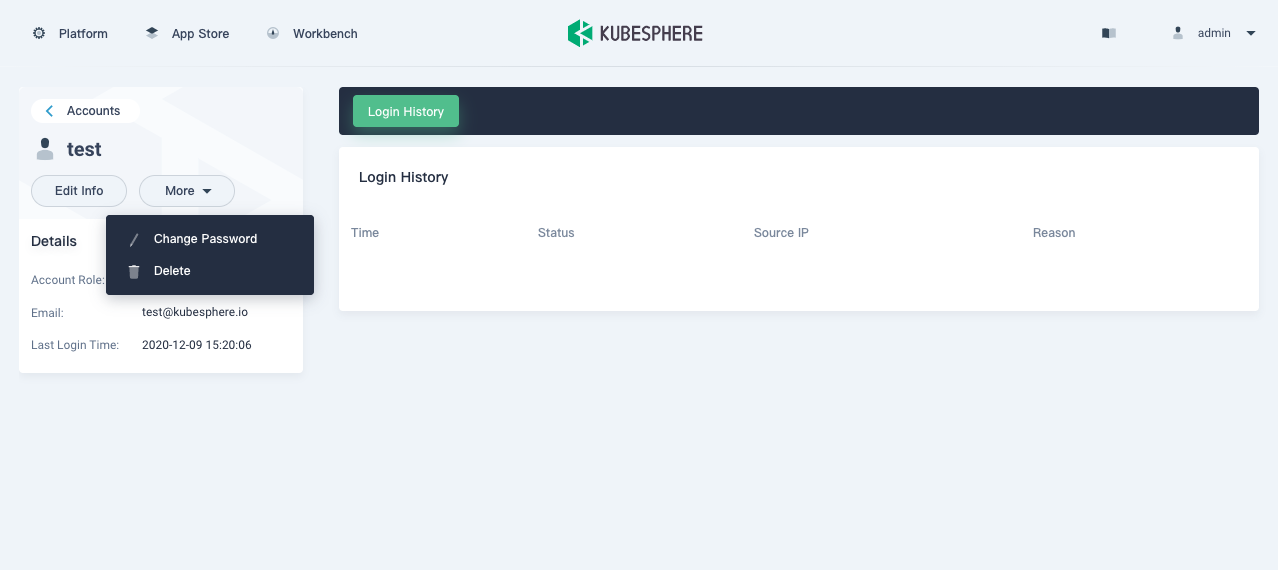 Platform
App Store
Workbench
KUBESPHERE
admin
Accounts
test
Edit Info
More
Change Password
Delete
Details
Account Role:
Email:
test@kubesphere.io
Last Login Time:
2020-12-09 15:20:06
Login History
Login History
Time Status Source IP Reason